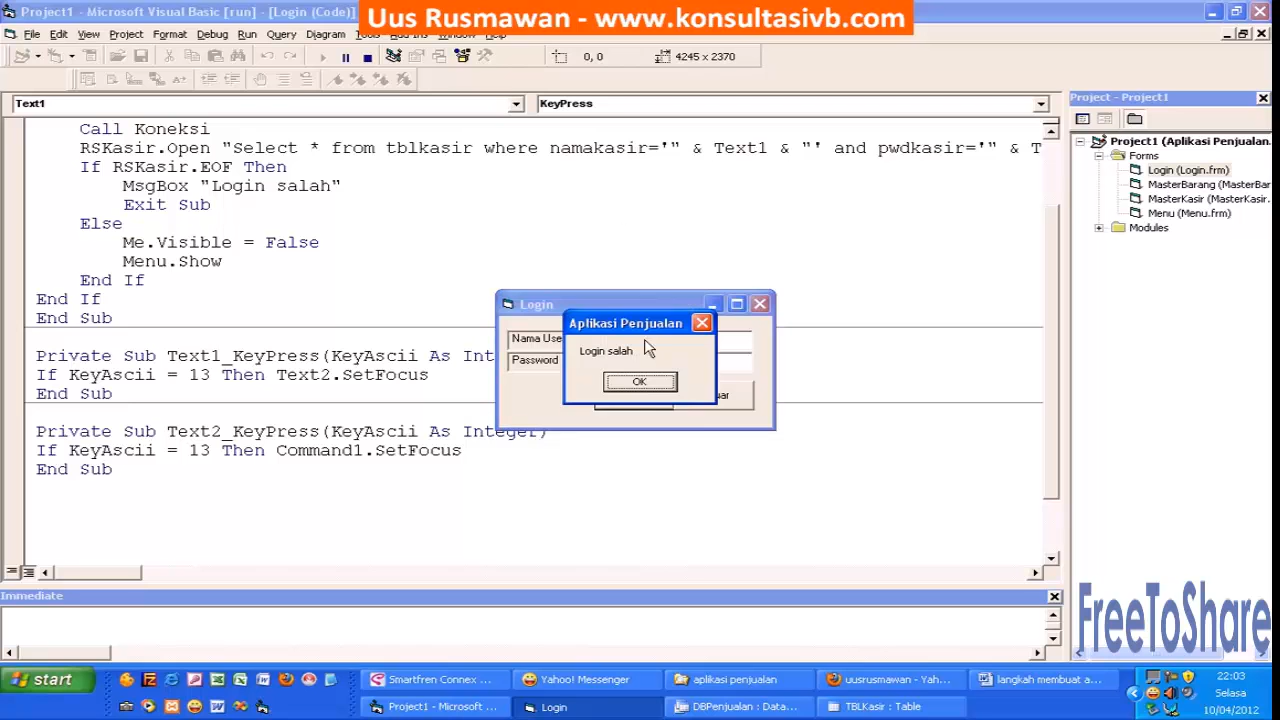 Project1 - Microsoft Visual Basic [run] - [Login (Code)]
Uus Rusmawan - www.konsultasivb.com
File Edit View Project Format Debug Run Query Diagram Tools Add-Ins Window Help
0, 0
4245 x 2370
Text1
KeyPress
Project - Project1
Call Koneksi
RSKasir.Open "Select * from tblkasir where namakasir='" & Text1 & "' and pwdkasir='" & T
If RSKasir.EOF Then
MsgBox "Login salah"
Exit Sub
Else
Me.Visible = False
Menu.Show
End If
End If
End Sub
Private Sub Text1_KeyPress(KeyAscii As Int
If KeyAscii = 13 Then Text2.SetFocus
End Sub
Private Sub Text2_KeyPress(KeyAscii As Integer)
If KeyAscii = 13 Then Command1.SetFocus
End Sub
Project1 (Aplikasi Penjualan.
Forms
Login (Login.frm)
MasterBarang (MasterBar
MasterKasir (MasterKasir.
Menu (Menu.frm)
Modules
Login
Nama Use
Password
uar
Aplikasi Penjualan
Login salah
OK
Immediate
FreeToShare
start
Smartfren Connex ...
Yahoo! Messenger
aplikasi penjualan
uusrusmawan - Yah...
langkah membuat a...
Project1 - Microsoft ...
Login
DBPenjualan : Data...
TBLKasir : Table
22:03
Selasa
10/04/2012